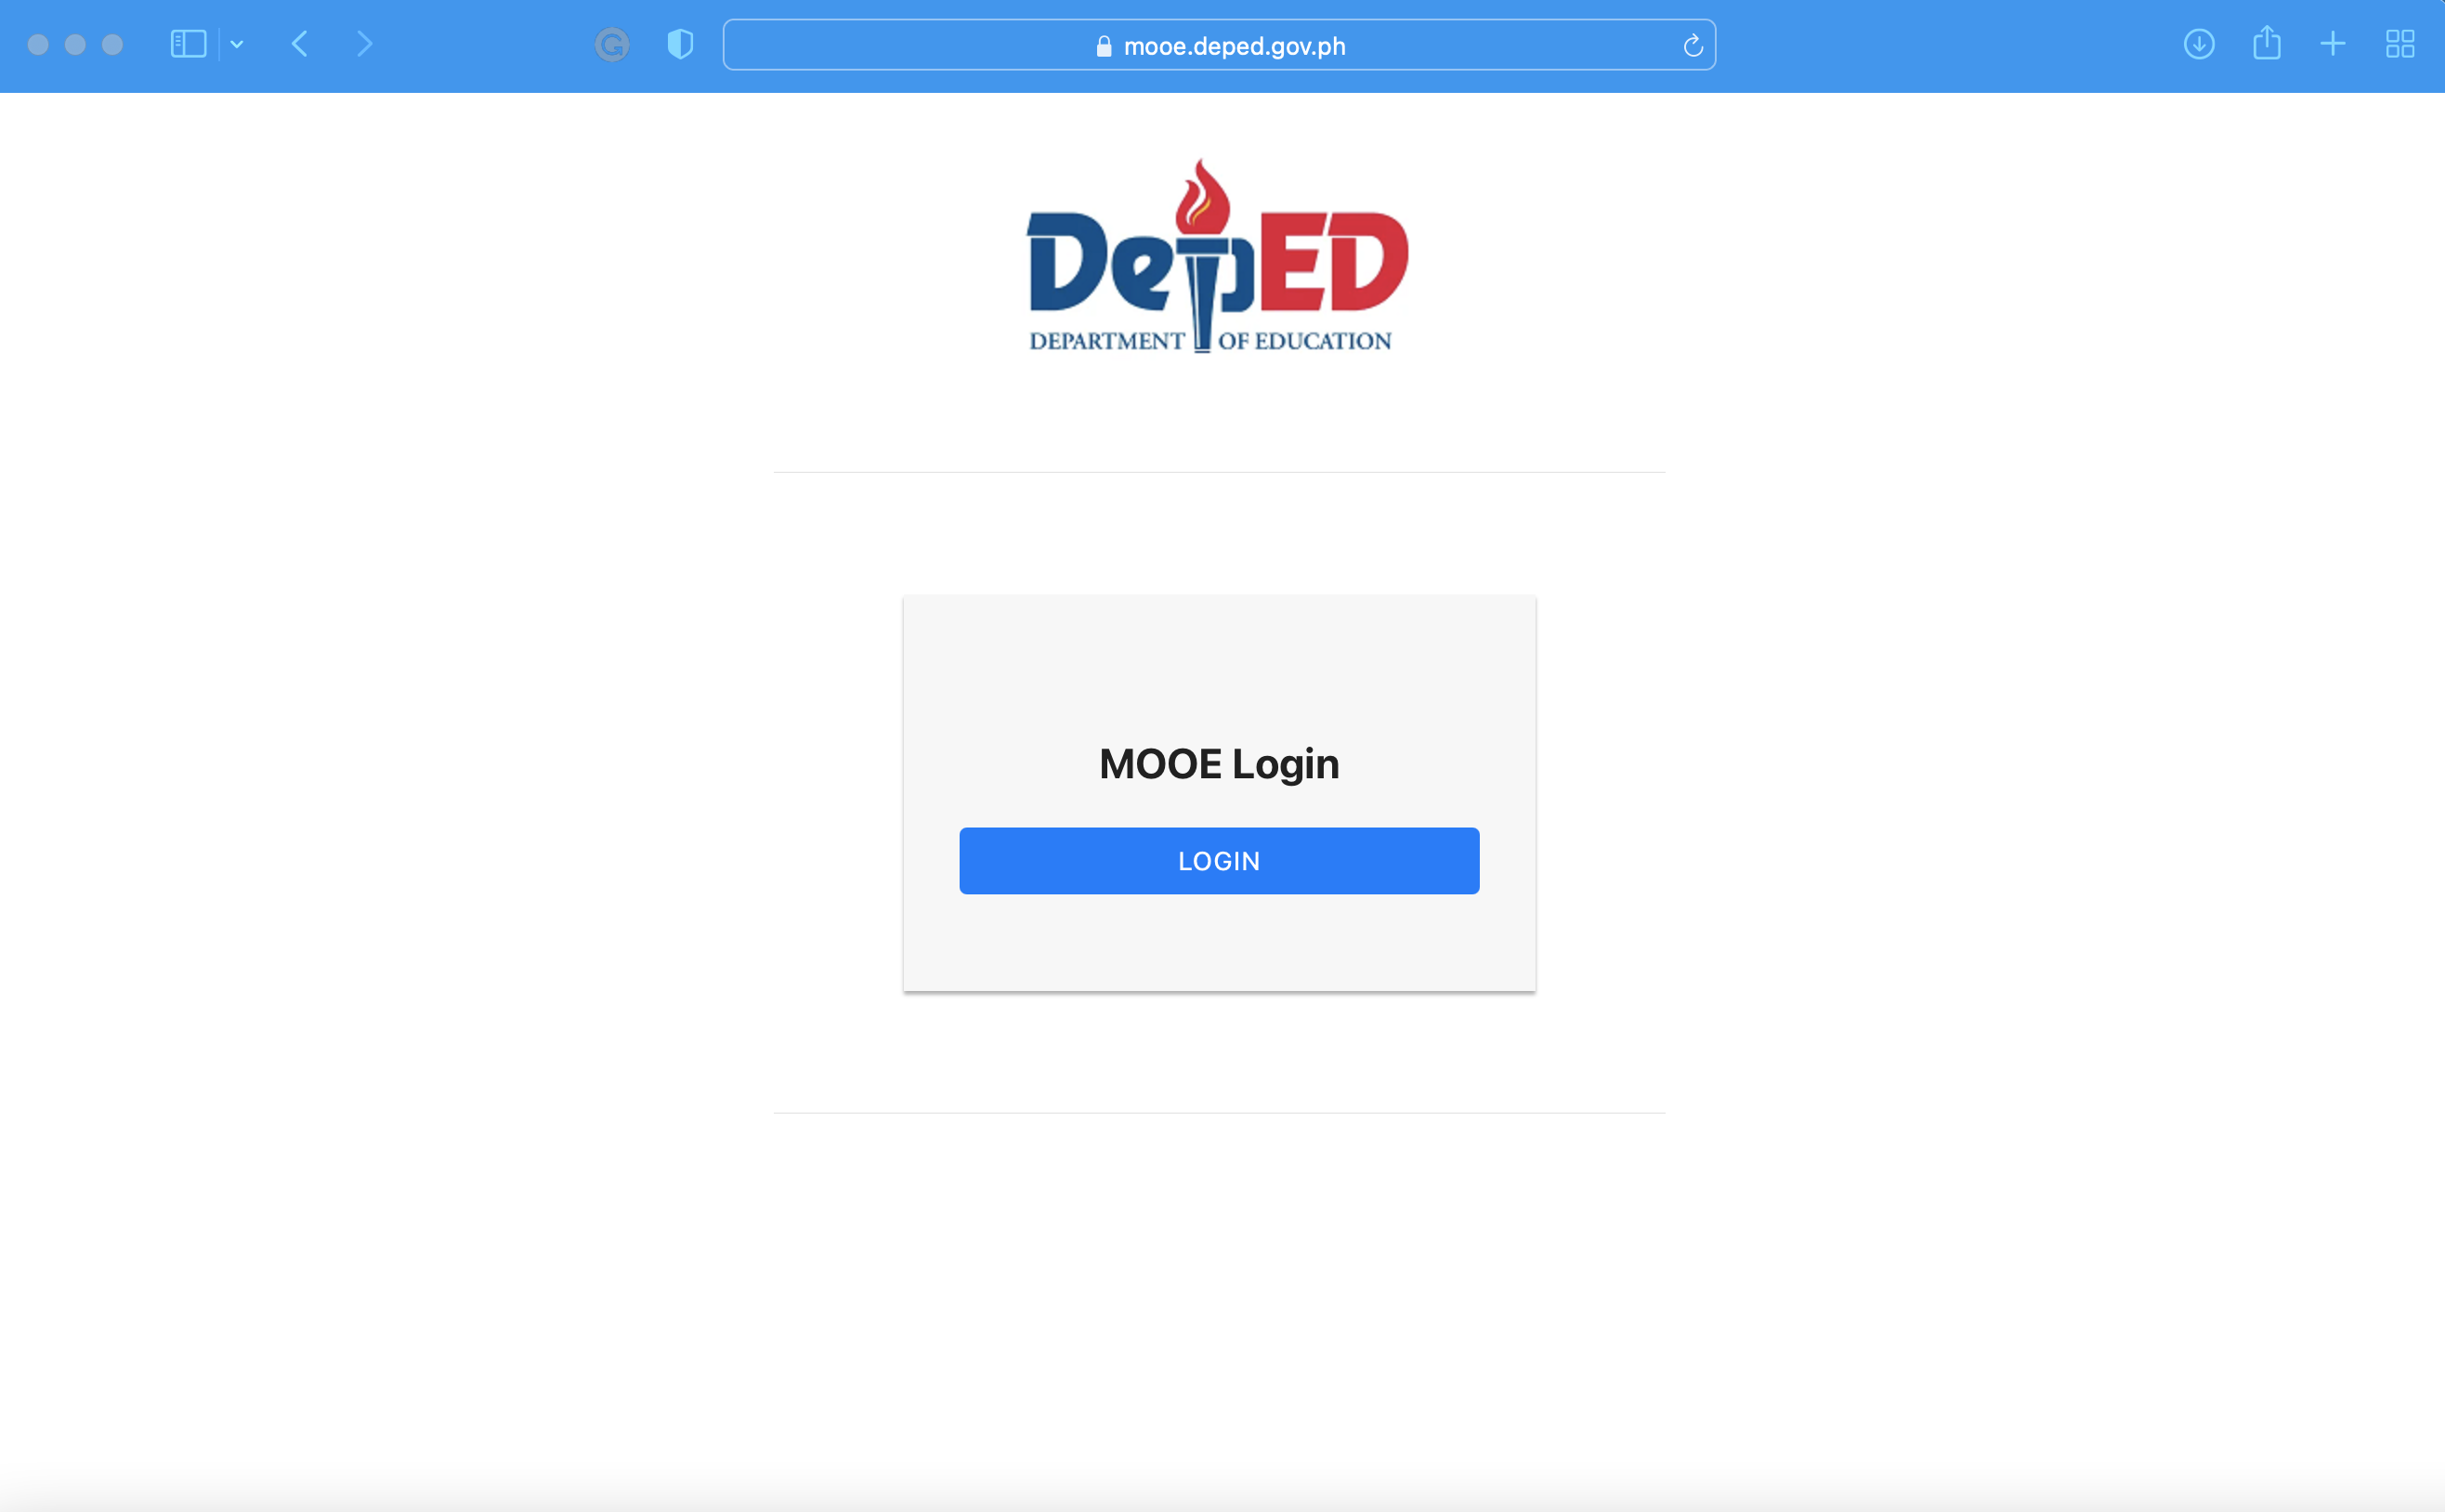 mooe.deped.gov.ph
DepED
DEPARTMENT OF EDUCATION
MOOE Login
LOGIN